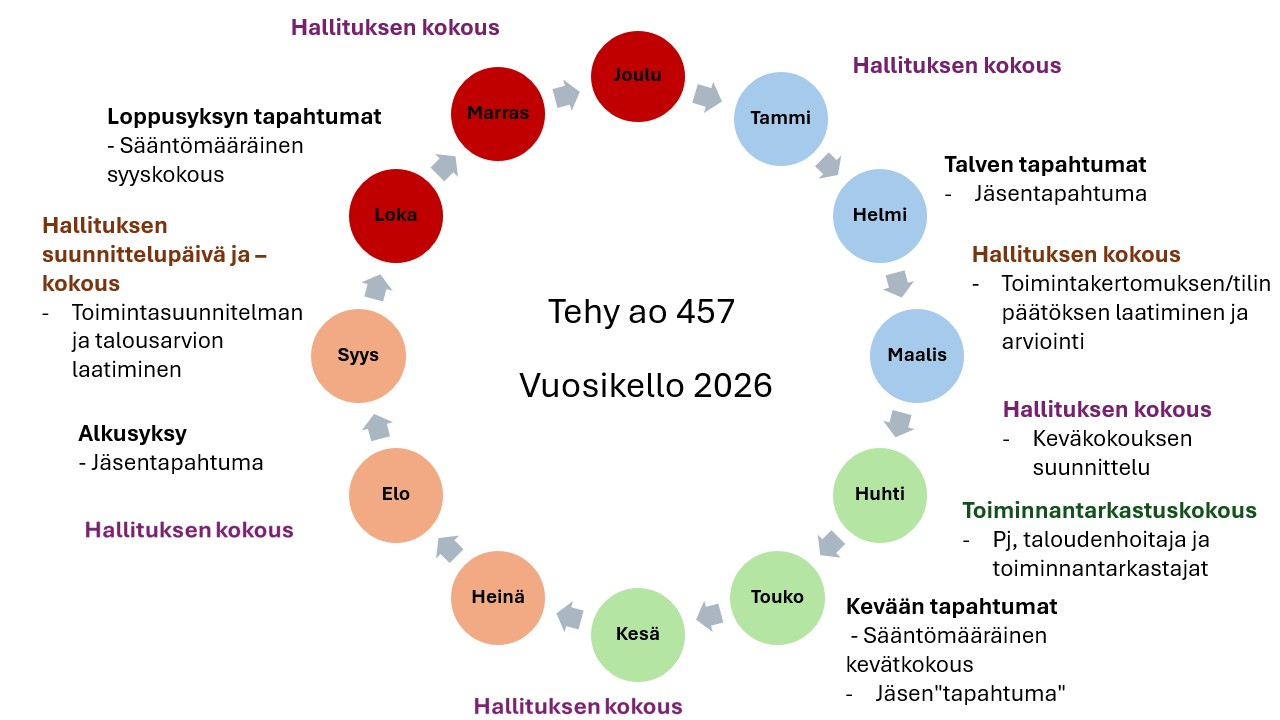 Hallituksen kokous
Joulu
Hallituksen kokous
Marras
Tammi
Loppusyksyn tapahtumat
- Sääntömääräinen
syyskokous
Talven tapahtumat
- Jäsentapahtuma
Loka
Helmi
Hallituksen
suunnittelupäivä ja –
kokous
- Toimintasuunnitelman
ja talousarvion
laatiminen
Hallituksen kokous
- Toimintakertomuksen/tilin
päätöksen laatiminen ja
arviointi
Tehy ao 457
Vuosikello 2026
Syys
Maalis
Hallituksen kokous
- Keväkokouksen
suunnittelu
Alkusyksy
- Jäsentapahtuma
Elo
Huhti
Toiminnantarkastuskokous
- Pj, taloudenhoitaja ja
toiminnantarkastajat
Hallituksen kokous
Heinä
Kesä
Touko
Kevään tapahtumat
- Sääntömääräinen
kevätkokous
- Jäsen"tapahtuma"
Hallituksen kokous